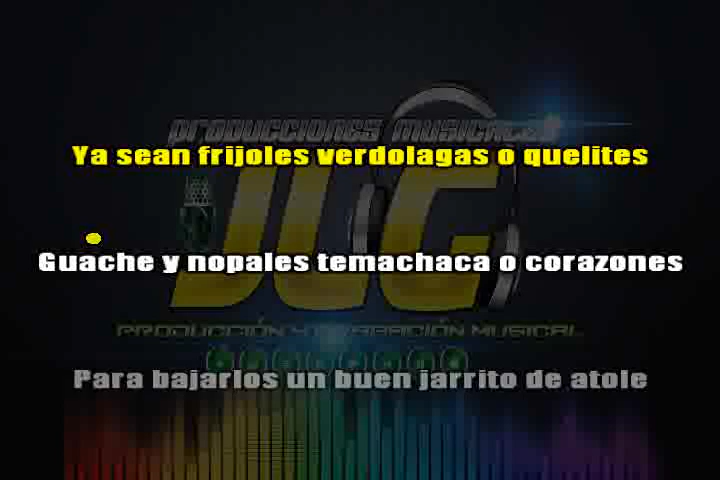 PRODUCCIONES MUSICALES
Ya sean frijoles verdolagas o quelites
JLG
Guache y nopales temachaca o corazones
Para bajarlos un buen jarrito de atole